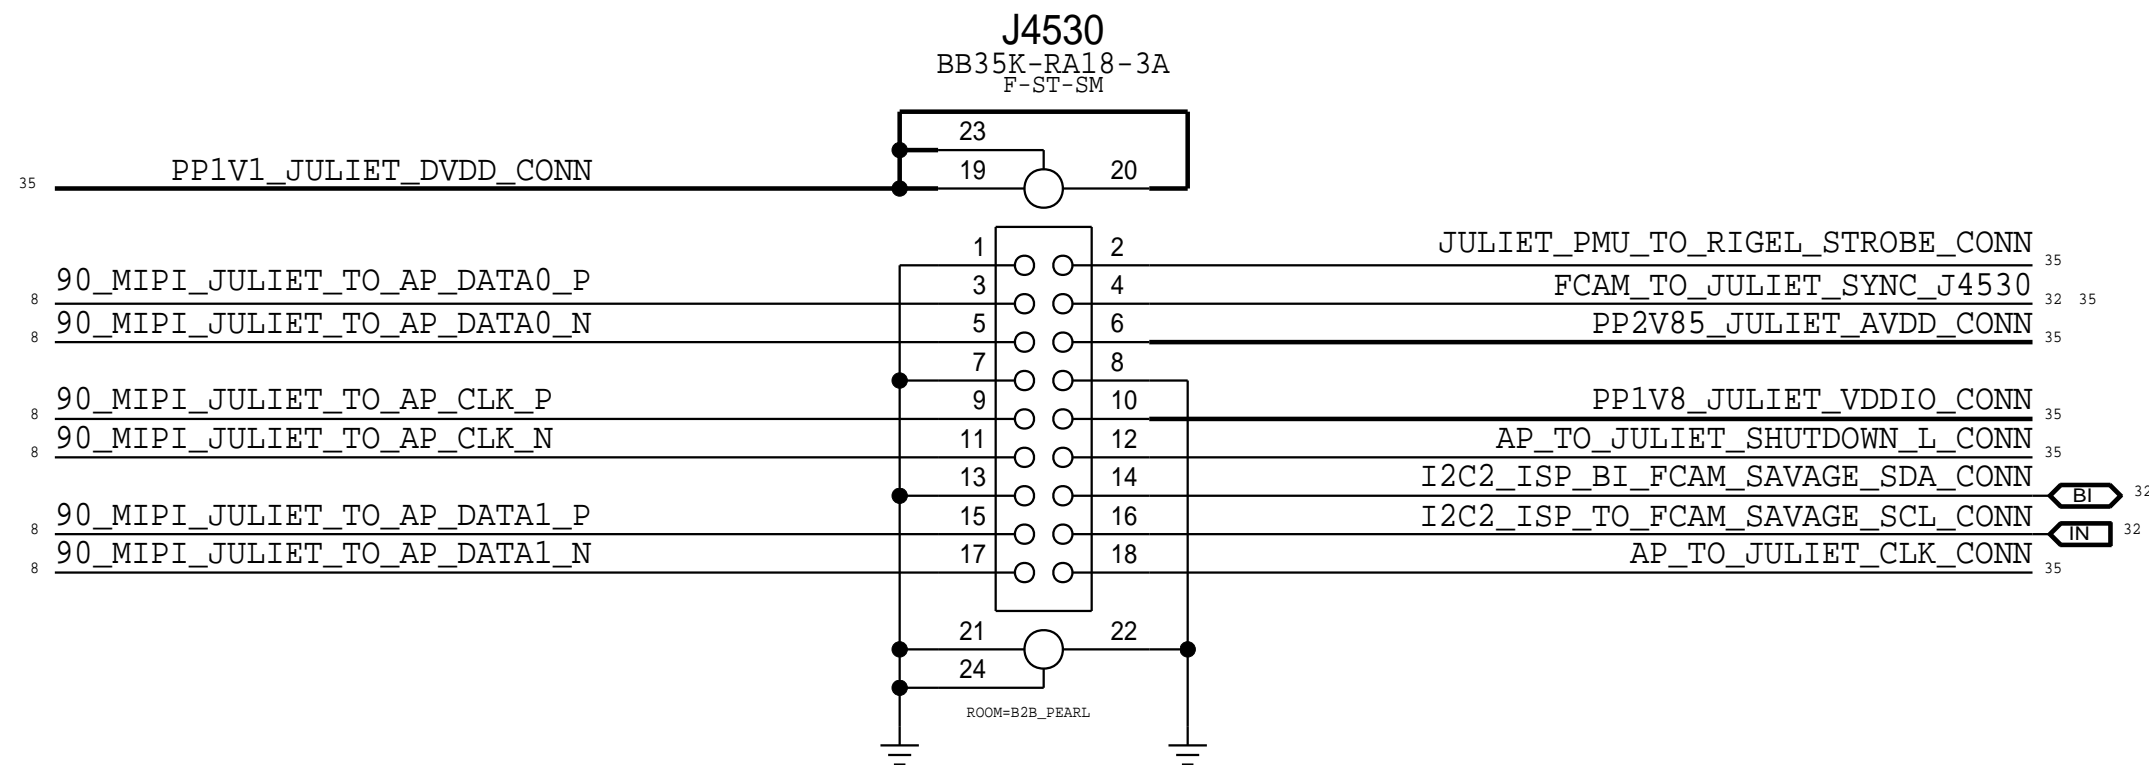 J4530
BB35K-RA18-3A
F-ST-SM
23
35 PP1V1_JULIET_DVDD_CONN 19 20
1 2 JULIET_PMU_TO_RIGEL_STROBE_CONN 35
8 90_MIPI_JULIET_TO_AP_DATA0_P 3 4 FCAM_TO_JULIET_SYNC_J4530 32 35
8 90_MIPI_JULIET_TO_AP_DATA0_N 5 6 PP2V85_JULIET_AVDD_CONN 35
7 8
8 90_MIPI_JULIET_TO_AP_CLK_P 9 10 PP1V8_JULIET_VDDIO_CONN 35
8 90_MIPI_JULIET_TO_AP_CLK_N 11 12 AP_TO_JULIET_SHUTDOWN_L_CONN 35
13 14 I2C2_ISP_BI_FCAM_SAVAGE_SDA_CONN BI 32
8 90_MIPI_JULIET_TO_AP_DATA1_P 15 16 I2C2_ISP_TO_FCAM_SAVAGE_SCL_CONN IN 32
8 90_MIPI_JULIET_TO_AP_DATA1_N 17 18 AP_TO_JULIET_CLK_CONN 35
21 22
24
ROOM=B2B_PEARL